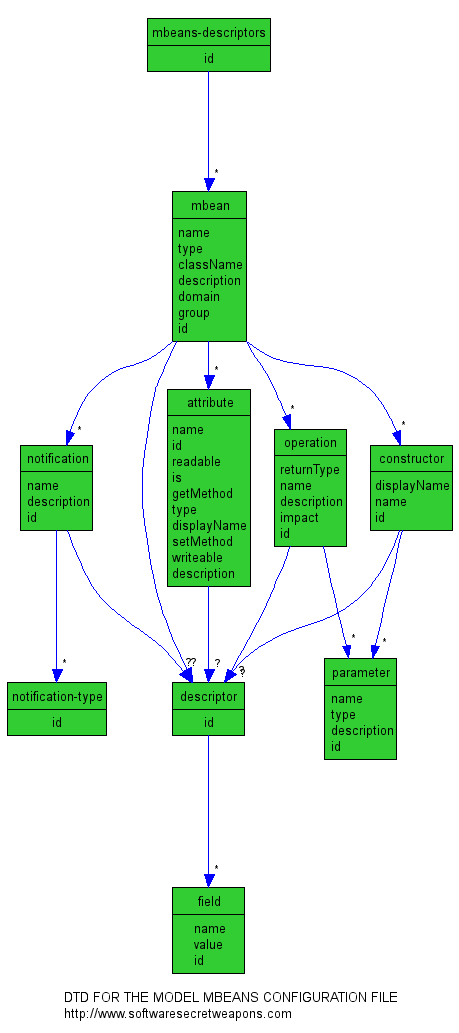 mbeans-descriptors
id
*
mbean
name
type
className
description
domain
group
id
*
*
*
*
notification
name
description
id
attribute
name
id
readable
is
getMethod
type
displayName
setMethod
writeable
description
operation
returnType
name
description
impact
id
constructor
displayName
name
id
*
??
?
?
*
*
notification-type
id
descriptor
id
parameter
name
type
description
id
*
field
name
value
id
DTD FOR THE MODEL MBEANS CONFIGURATION FILE
http://www.softwaresecretweapons.com